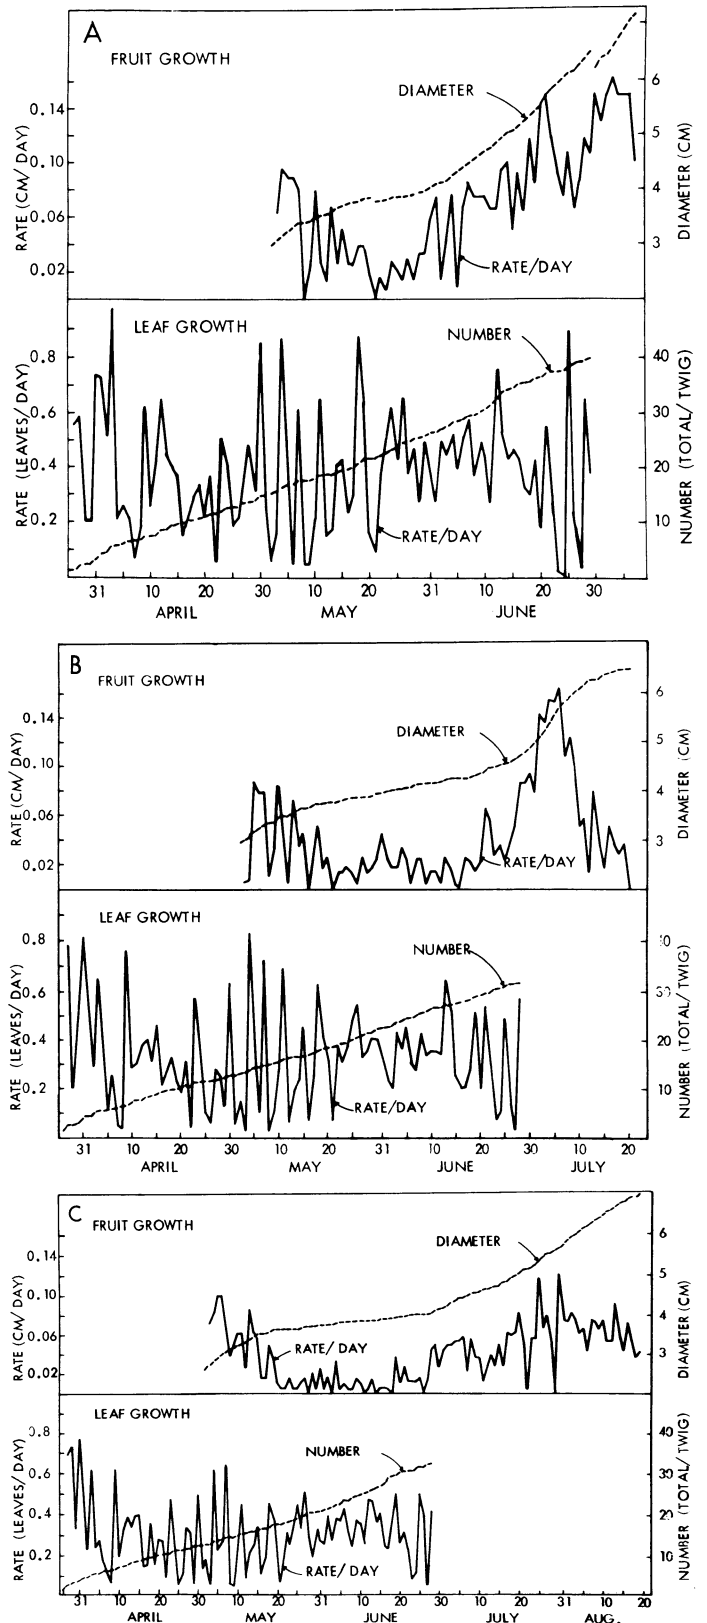 A
FRUIT GROWTH
DIAMETER
RATE/DAY
RATE (CM/DAY)
0.14
0.10
0.06
0.02
6
5
4
3
DIAMETER (CM)
LEAF GROWTH
NUMBER
RATE/DAY
RATE (LEAVES/DAY)
0.8
0.6
0.4
0.2
40
30
20
10
NUMBER (TOTAL/TWIG)
31 10 20 30 10 20 31 10 20 30
APRIL MAY JUNE
B
FRUIT GROWTH
DIAMETER
RATE/DAY
RATE (CM/DAY)
0.14
0.10
0.06
0.02
6
5
4
3
DIAMETER (CM)
LEAF GROWTH
NUMBER
RATE/DAY
RATE (LEAVES/DAY)
0.8
0.6
0.4
0.2
20
10
NUMBER (TOTAL/TWIG)
31 10 20 30 10 20 31 10 20 30 10 20
APRIL MAY JUNE JULY
C
FRUIT GROWTH
DIAMETER
RATE/DAY
RATE (CM/DAY)
0.14
0.10
0.06
0.02
6
5
4
3
DIAMETER (CM)
LEAF GROWTH
NUMBER
RATE/DAY
RATE (LEAVES/DAY)
0.8
0.6
0.4
0.2
40
30
20
10
NUMBER (TOTAL/TWIG)
31 10 20 30 10 20 31 10 20 30 10 20 31 10 20
APRIL MAY JUNE JULY AUG.